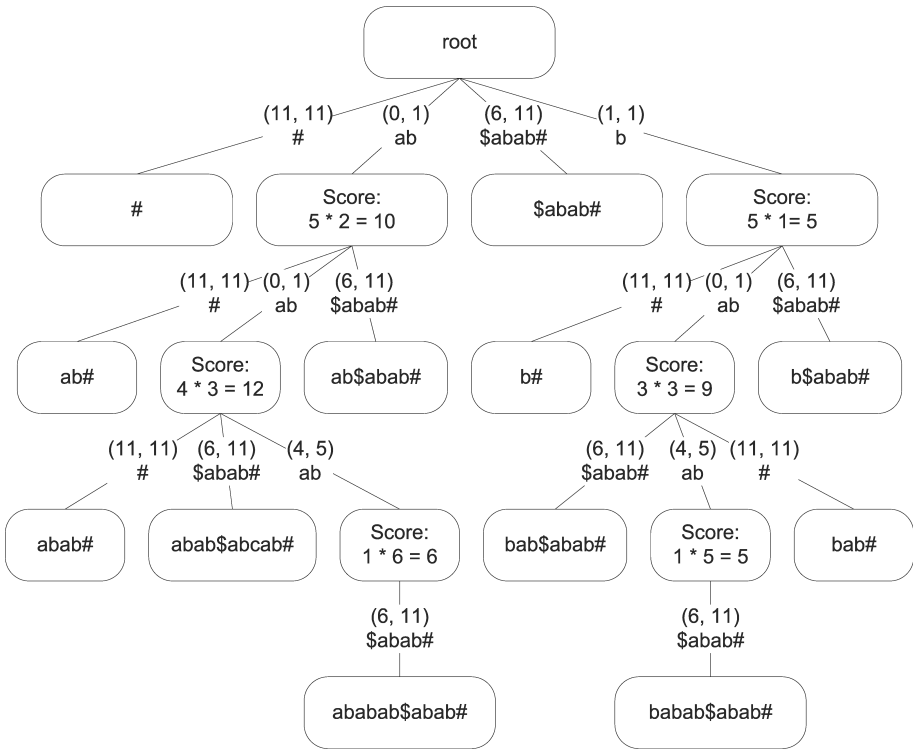 root
(11, 11)
#
(0, 1)
ab
(6, 11)
$abab#
(1, 1)
b
#
Score:
5 * 2 = 10
$abab#
Score:
5 * 1= 5
(11, 11)
#
(0, 1)
ab
(6, 11)
$abab#
(11, 11)
#
(0, 1)
ab
(6, 11)
$abab#
ab#
Score:
4 * 3 = 12
ab$abab#
b#
Score:
3 * 3 = 9
b$abab#
(11, 11)
#
(6, 11)
$abab#
(4, 5)
ab
(6, 11)
$abab#
(4, 5)
ab
(11, 11)
#
abab#
abab$abcab#
Score:
1 * 6 = 6
bab$abab#
Score:
1 * 5 = 5
bab#
(6, 11)
$abab#
(6, 11)
$abab#
ababab$abab#
babab$abab#